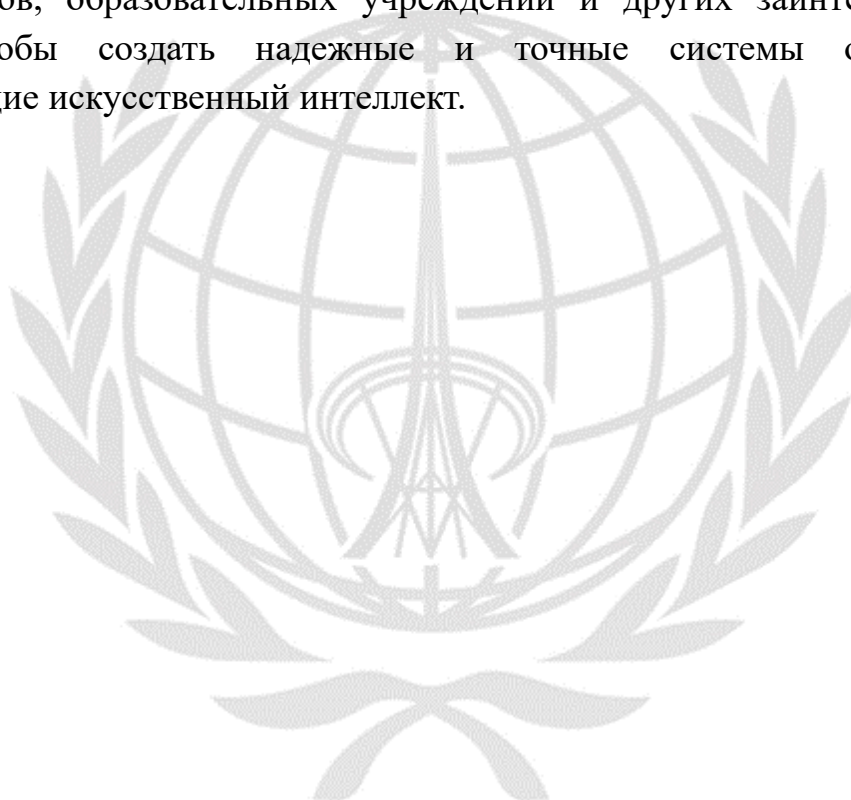 образовательных учреждений и других
создать надежные и точные системы
искусственный интеллект.